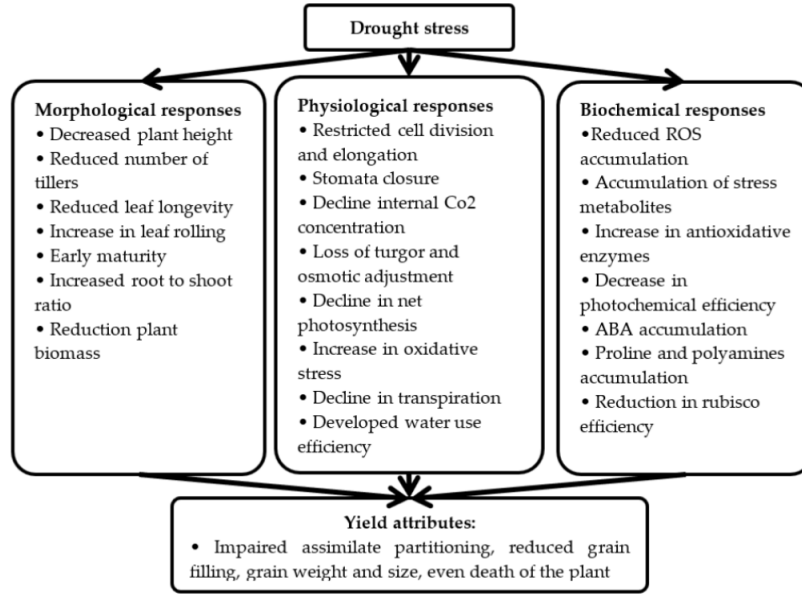 Drought stress
Morphological responses
• Decreased plant height
• Reduced number of
tillers
• Reduced leaf longevity
• Increase in leaf rolling
• Early maturity
• Increased root to shoot
ratio
• Reduction plant
biomass
Physiological responses
• Restricted cell division
and elongation
• Stomata closure
• Decline internal Co2
concentration
• Loss of turgor and
osmotic adjustment
• Decline in net
photosynthesis
• Increase in oxidative
stress
• Decline in transpiration
• Developed water use
efficiency
Biochemical responses
•Reduced ROS
accumulation
• Accumulation of stress
metabolites
• Increase in antioxidative
enzymes
• Decrease in
photochemical efficiency
• ABA accumulation
• Proline and polyamines
accumulation
• Reduction in rubisco
efficiency
Yield attributes:
• Impaired assimilate partitioning, reduced grain
filling, grain weight and size, even death of the plant